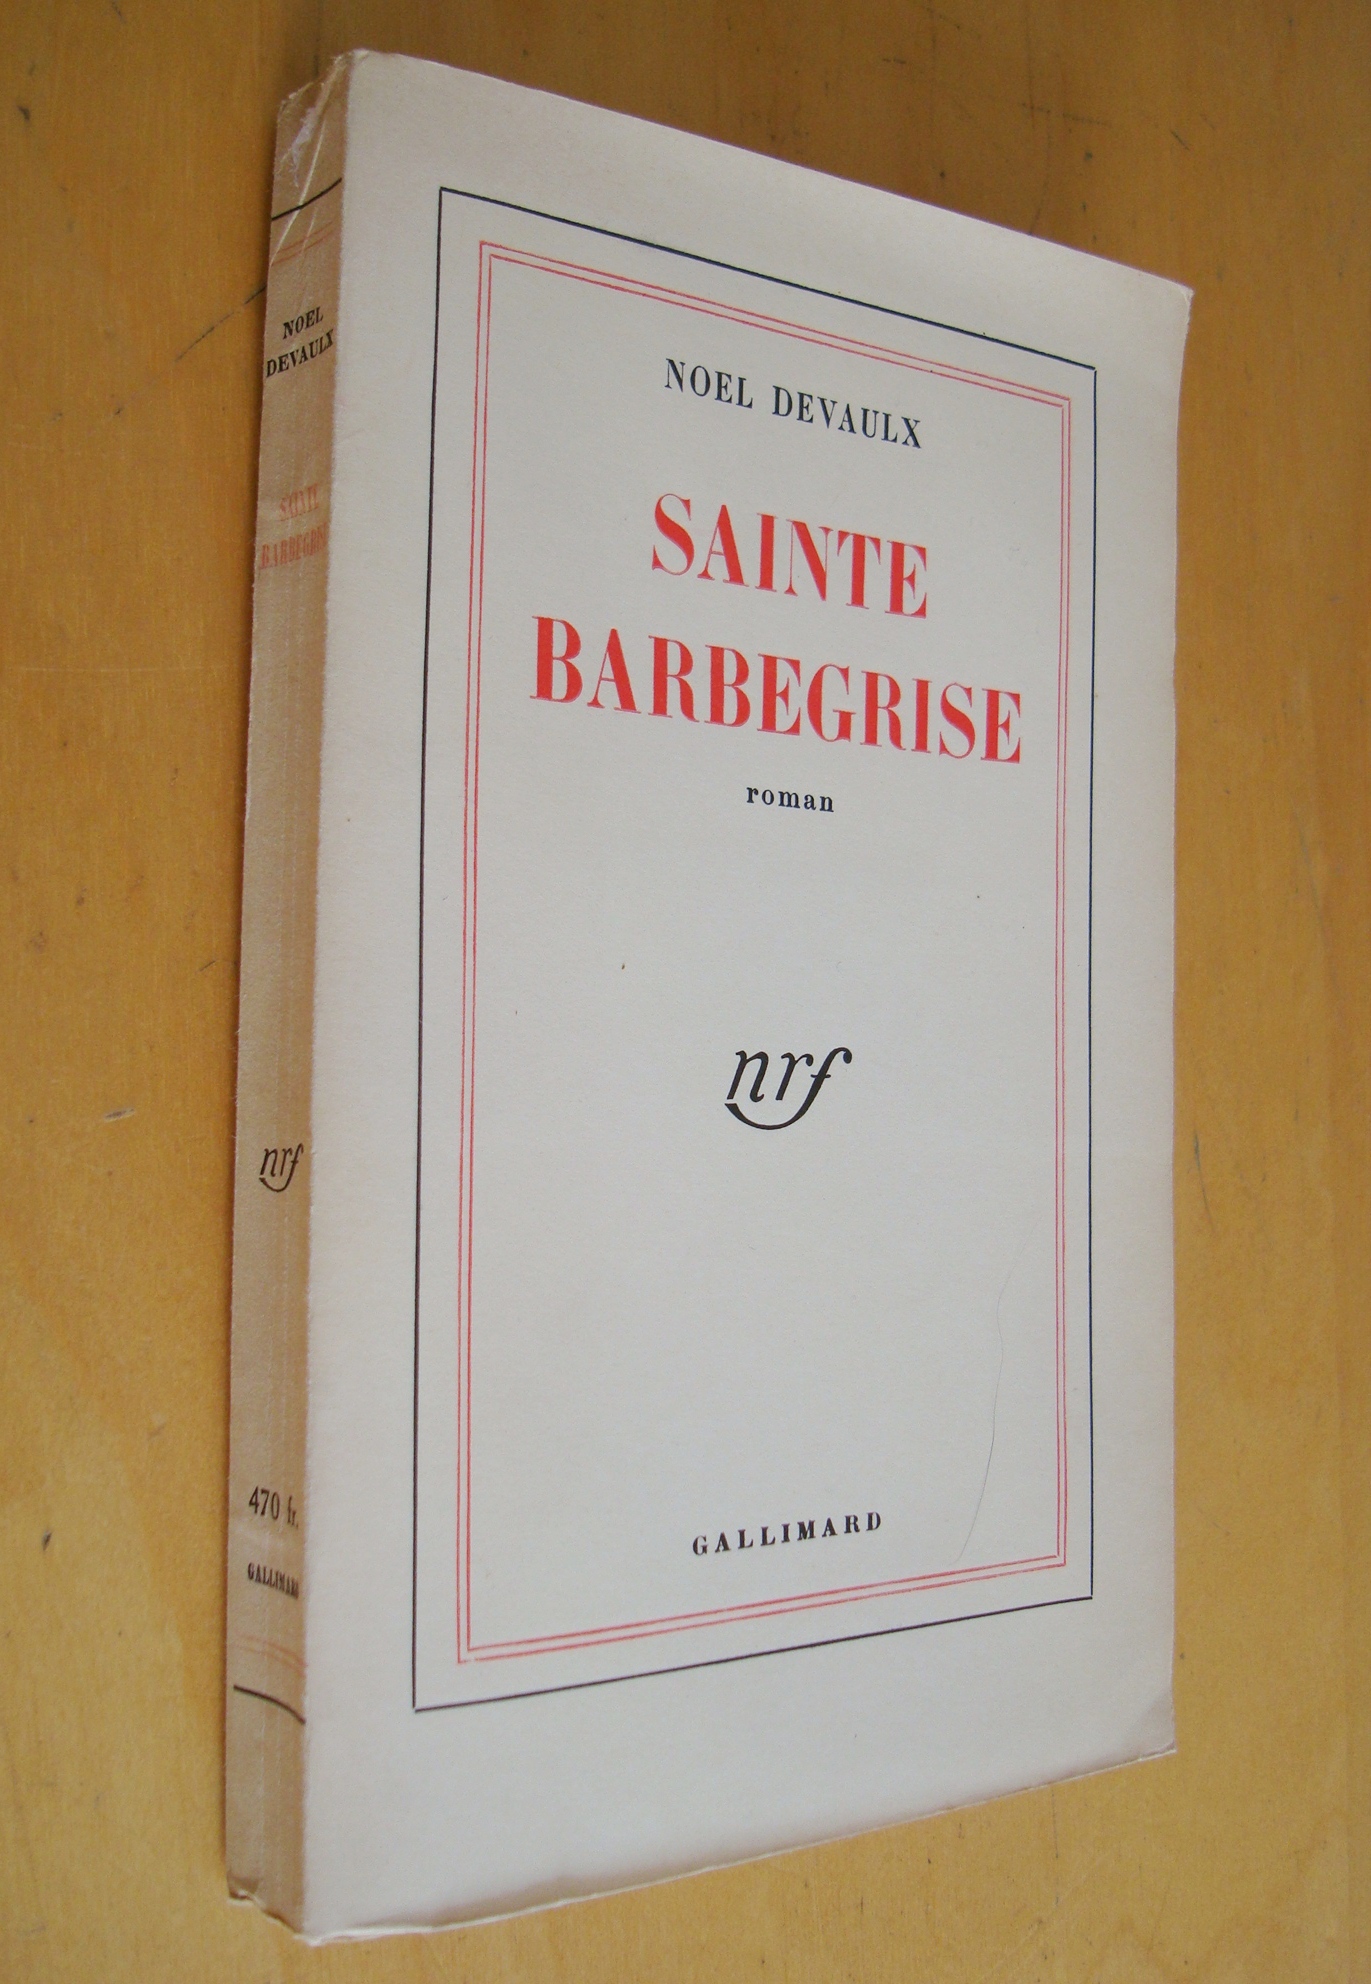 NOEL
DEVAULX
SAINTE
BARBEGRISE
nrf
470 fr.
GALLIMARD
NOEL DEVAULX
SAINTE
BARBEGRISE
roman
nrf
GALLIMARD